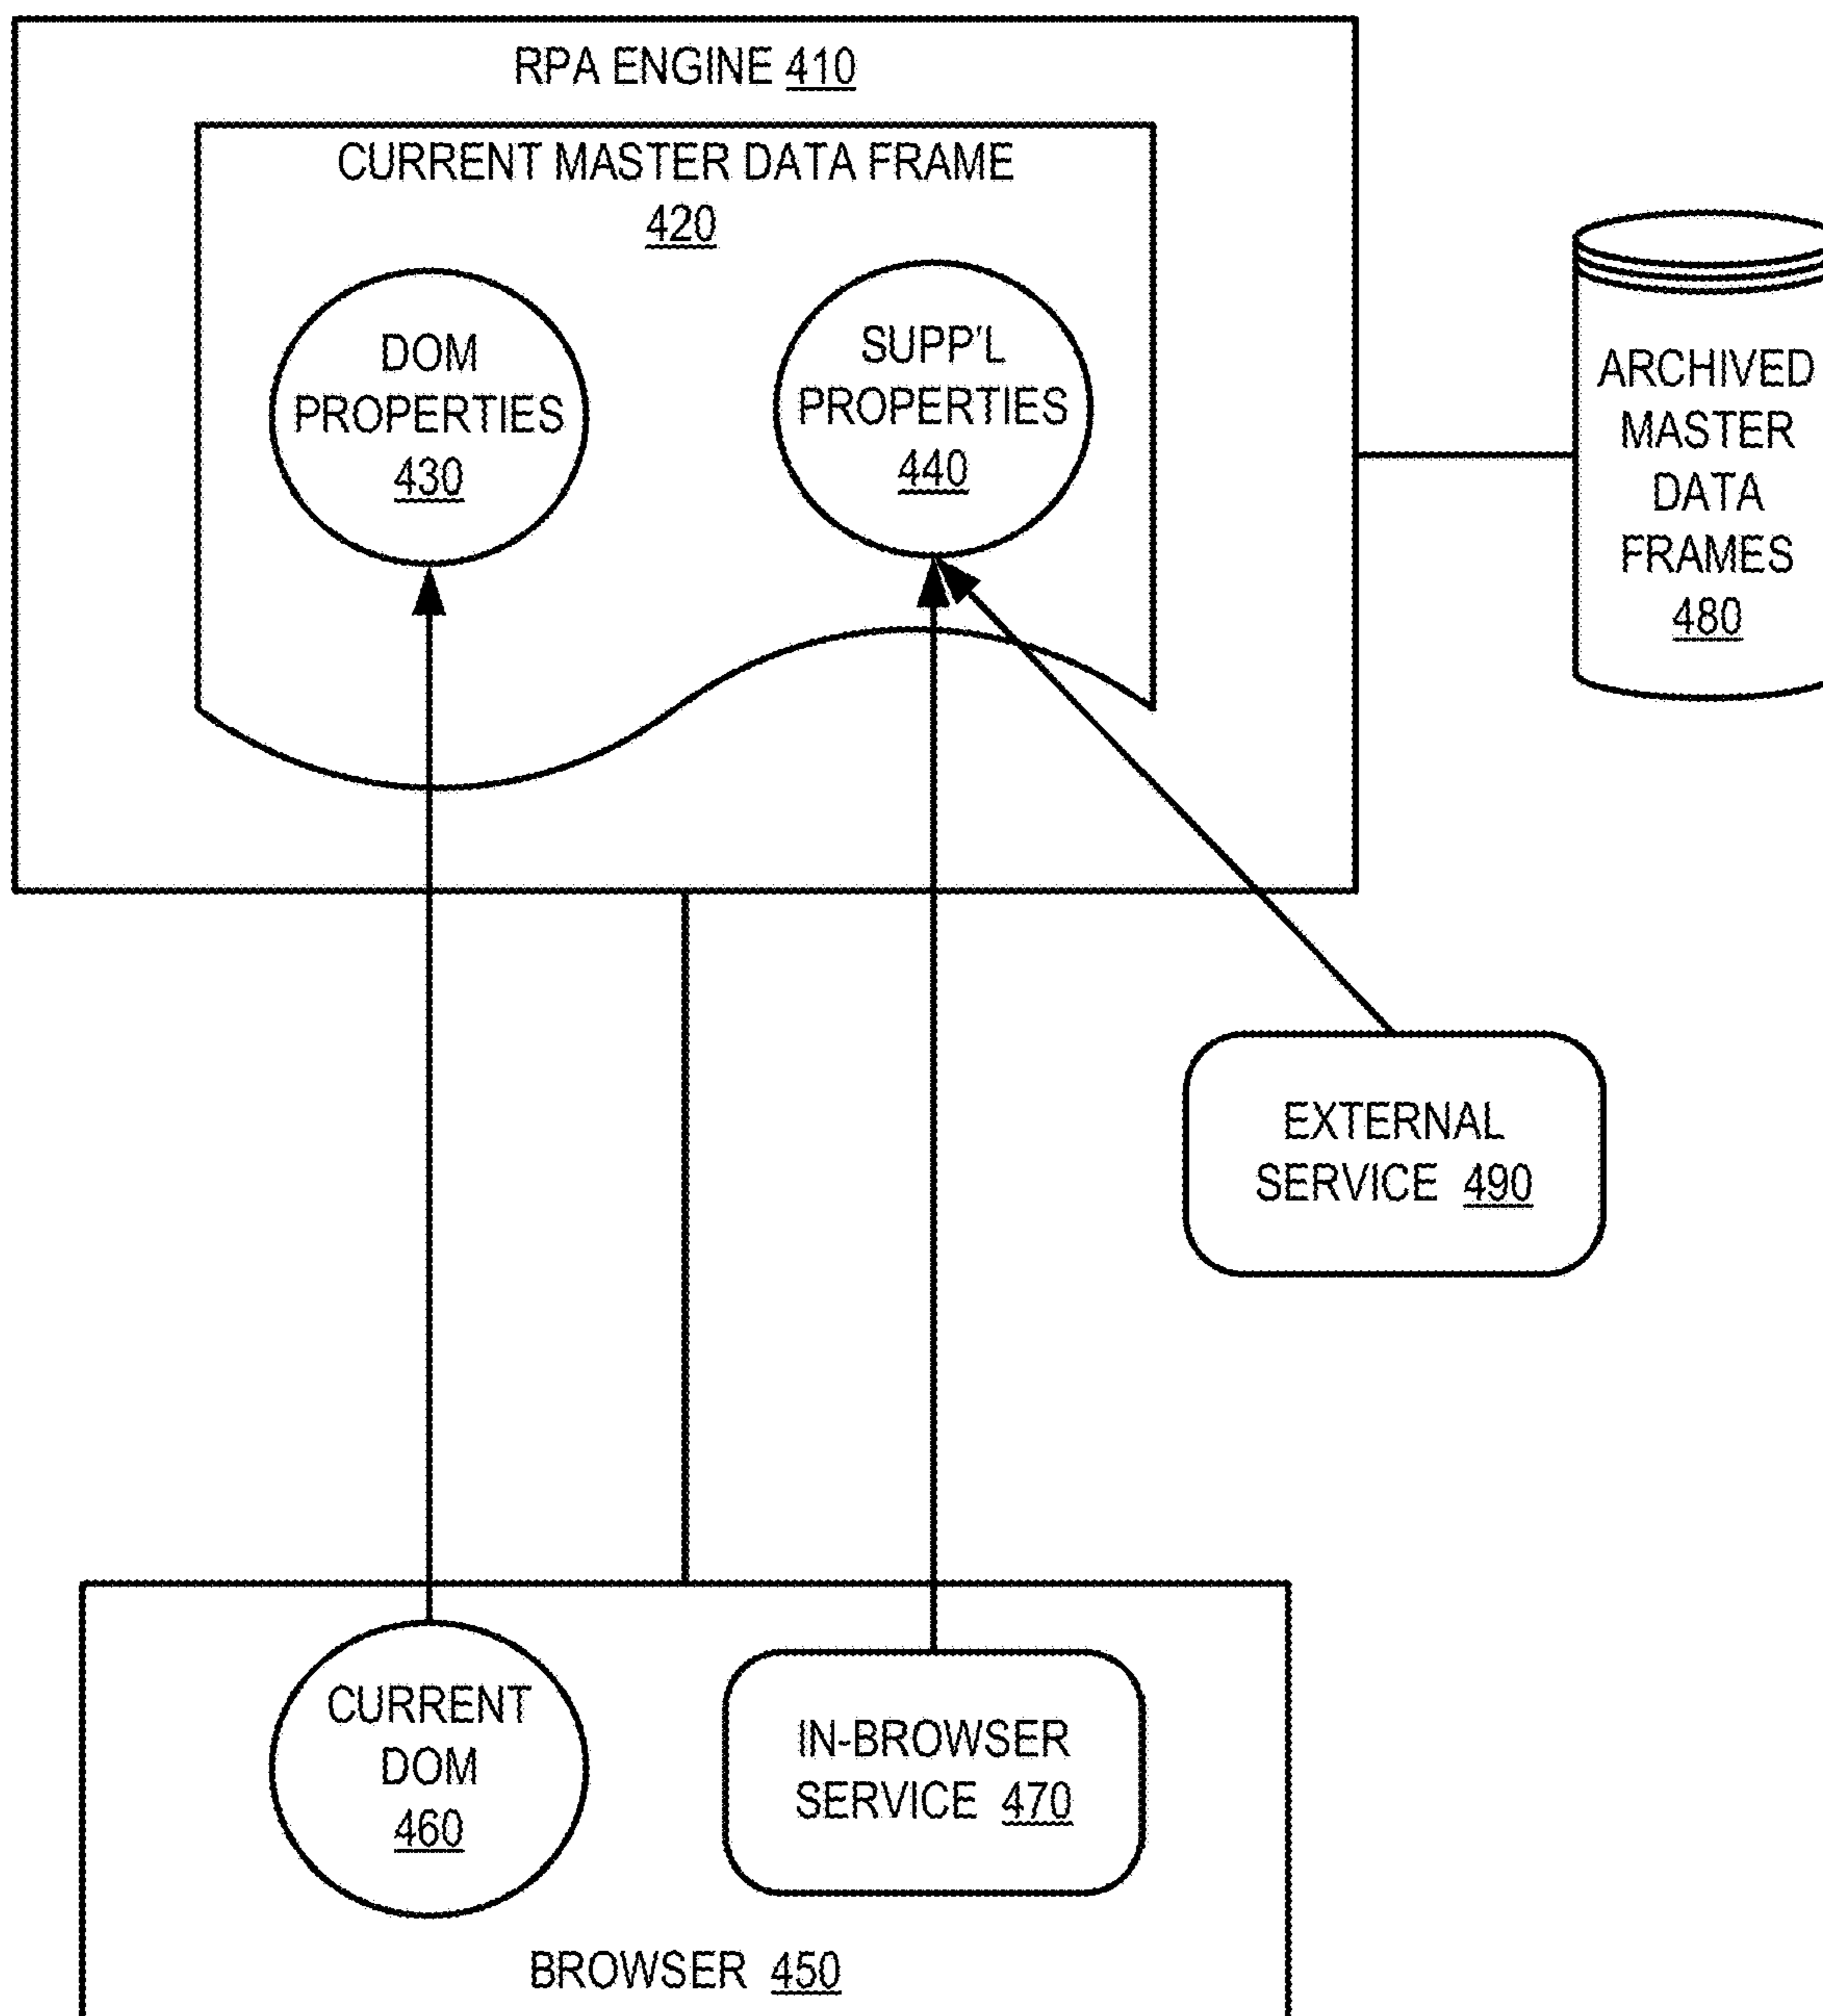 RPA ENGINE 410
CURRENT MASTER DATA FRAME
420
DOM
PROPERTIES
430
SUPP'L
PROPERTIES
440
ARCHIVED
MASTER
DATA
FRAMES
480
EXTERNAL
SERVICE 490
CURRENT
DOM
460
IN-BROWSER
SERVICE 470
BROWSER 450